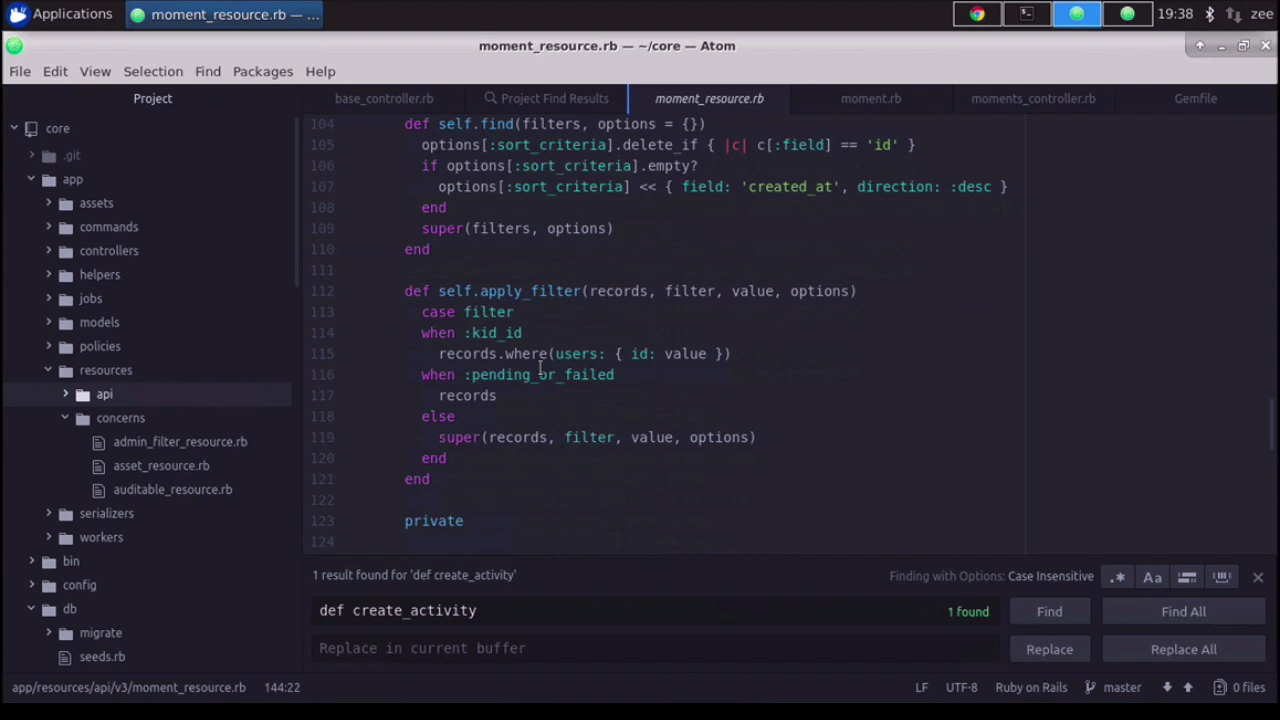 Applications
moment_resource.rb — ...
19:38
zee
moment_resource.rb — ~/core — Atom
File Edit View Selection Find Packages Help
Project
base_controller.rb
Project Find Results
moment_resource.rb
moment.rb
moments_controller.rb
Gemfile
core
.git
app
assets
commands
controllers
helpers
jobs
models
policies
resources
api
concerns
admin_filter_resource.rb
asset_resource.rb
auditable_resource.rb
serializers
workers
bin
config
db
migrate
seeds.rb
104 def self.find(filters, options = {})
105 options[:sort_criteria].delete_if { |c| c[:field] == 'id' }
106 if options[:sort_criteria].empty?
107 options[:sort_criteria] << { field: 'created_at', direction: :desc }
108 end
109 super(filters, options)
110 end
111
112 def self.apply_filter(records, filter, value, options)
113 case filter
114 when :kid_id
115 records.where(users: { id: value })
116 when :pending_or_failed
117 records
118 else
119 super(records, filter, value, options)
120 end
121 end
122
123 private
124
1 result found for 'def create_activity'
Finding with Options: Case Insensitive
.* Aa
def create_activity
1 found
Find
Find All
Replace in current buffer
Replace
Replace All
app/resources/api/v3/moment_resource.rb 144:22
LF UTF-8 Ruby on Rails master 0 files